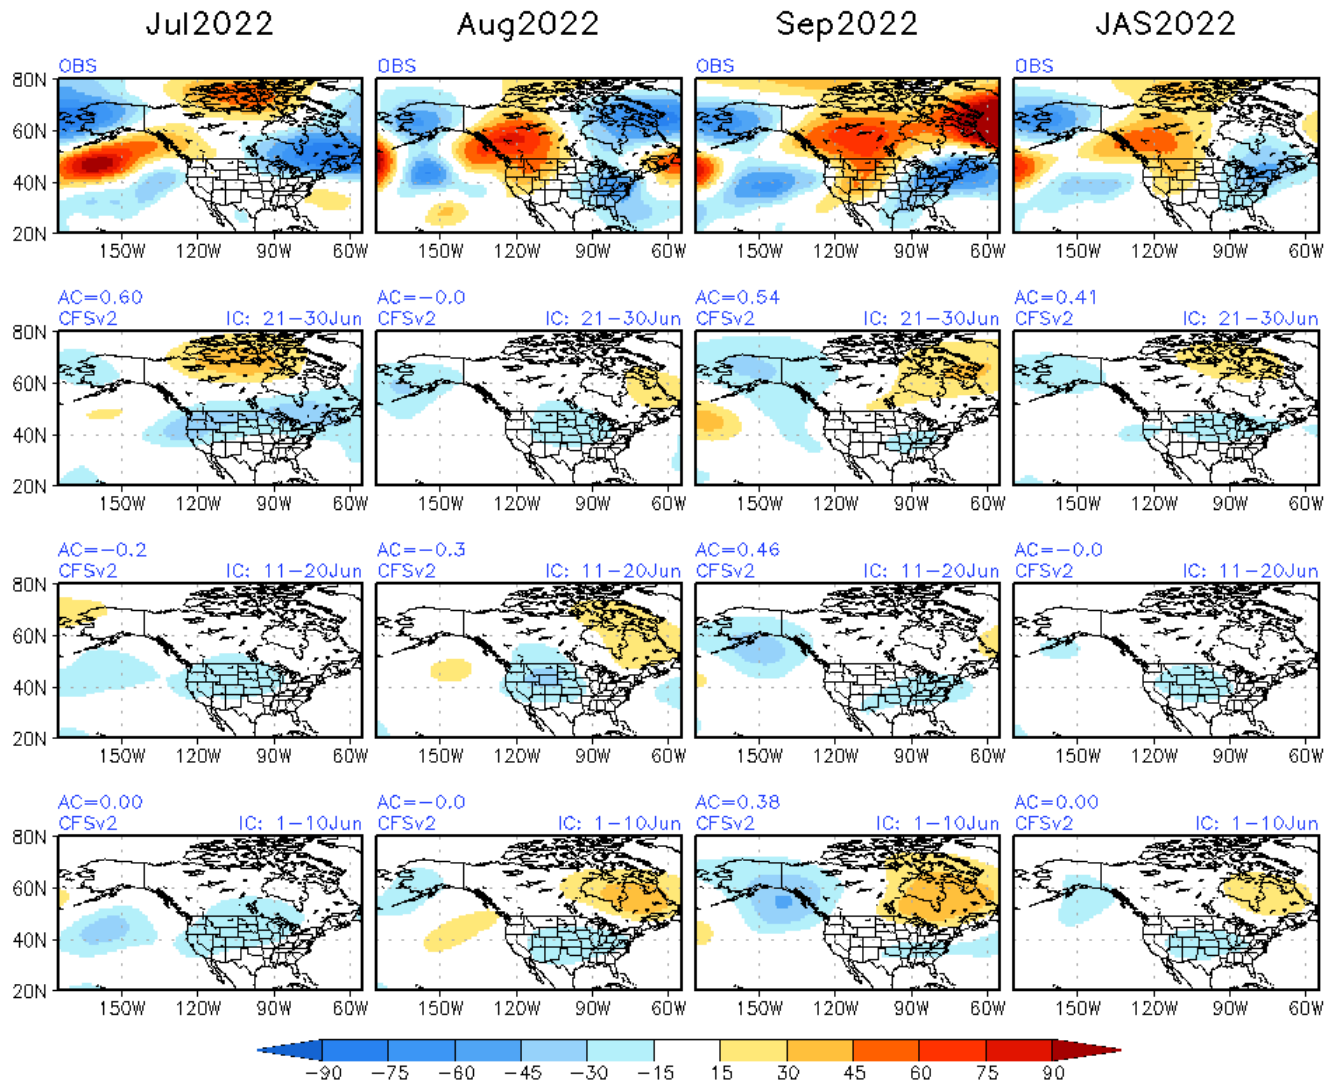 Jul2022 Aug2022 Sep2022 JAS2022
OBS OBS OBS OBS
80N
60N
40N
20N
150W 120W 90W 60W 150W 120W 90W 60W 150W 120W 90W 60W 150W 120W 90W 60W
AC=0.60 AC=-0.0 AC=0.54 AC=0.41
CFSv2 IC: 21-30Jun CFSv2 IC: 21-30Jun CFSv2 IC: 21-30Jun CFSv2 IC: 21-30Jun
80N
60N
40N
20N
150W 120W 90W 60W 150W 120W 90W 60W 150W 120W 90W 60W 150W 120W 90W 60W
AC=-0.2 AC=-0.3 AC=0.46 AC=-0.0
CFSv2 IC: 11-20Jun CFSv2 IC: 11-20Jun CFSv2 IC: 11-20Jun CFSv2 IC: 11-20Jun
80N
60N
40N
20N
150W 120W 90W 60W 150W 120W 90W 60W 150W 120W 90W 60W 150W 120W 90W 60W
AC=0.00 AC=-0.0 AC=0.38 AC=0.00
CFSv2 IC: 1-10Jun CFSv2 IC: 1-10Jun CFSv2 IC: 1-10Jun CFSv2 IC: 1-10Jun
80N
60N
40N
20N
150W 120W 90W 60W 150W 120W 90W 60W 150W 120W 90W 60W 150W 120W 90W 60W
-90 -75 -60 -45 -30 -15 15 30 45 60 75 90